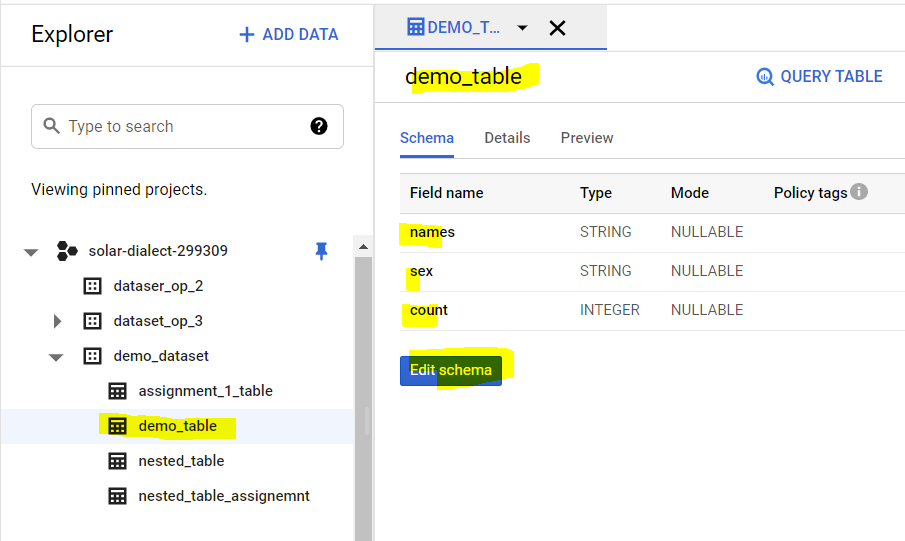 Explorer
+ ADD DATA
Type to search
?
Viewing pinned projects.
solar-dialect-299309
dataser_op_2
dataset_op_3
demo_dataset
assignment_1_table
demo_table
nested_table
nested_table_assignemnt
DEMO_T...
demo_table
QUERY TABLE
Schema Details Preview
Field name Type Mode Policy tags
names STRING NULLABLE
sex STRING NULLABLE
count INTEGER NULLABLE
Edit schema